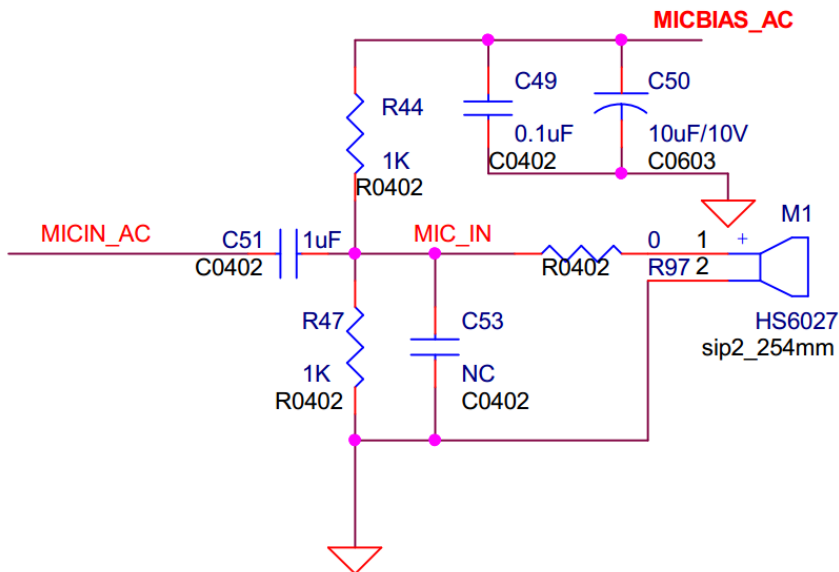 MICBIAS_AC
C49
C50
R44
0.1uF
10uF/10V
1K
C0402
C0603
R0402
M1
MICIN_AC
C51
1uF
MIC_IN
0
1
+
C0402
R0402
R97
2
R47
C53
HS6027
sip2_254mm
1K
NC
R0402
C0402